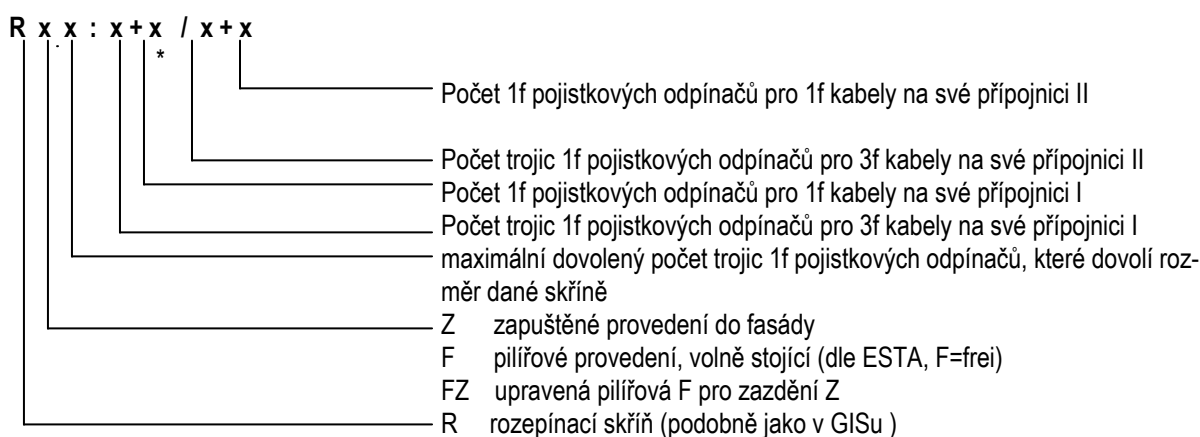 R x x : x + x / x + x
*
Počet 1f pojistkových odpínačů pro 1f kabely na své přípojnici II
Počet trojic 1f pojistkových odpínačů pro 3f kabely na své přípojnici II
Počet 1f pojistkových odpínačů pro 1f kabely na své přípojnici I
Počet trojic 1f pojistkových odpínačů pro 3f kabely na své přípojnici I
maximální dovolený počet trojic 1f pojistkových odpínačů, které dovolí roz-
měr dané skříně
Z zapuštěné provedení do fasády
F pilířové provedení, volně stojící (dle ESTA, F=frei)
FZ upravená pilířová F pro zazdění Z
R rozepínací skříň (podobně jako v GISu )